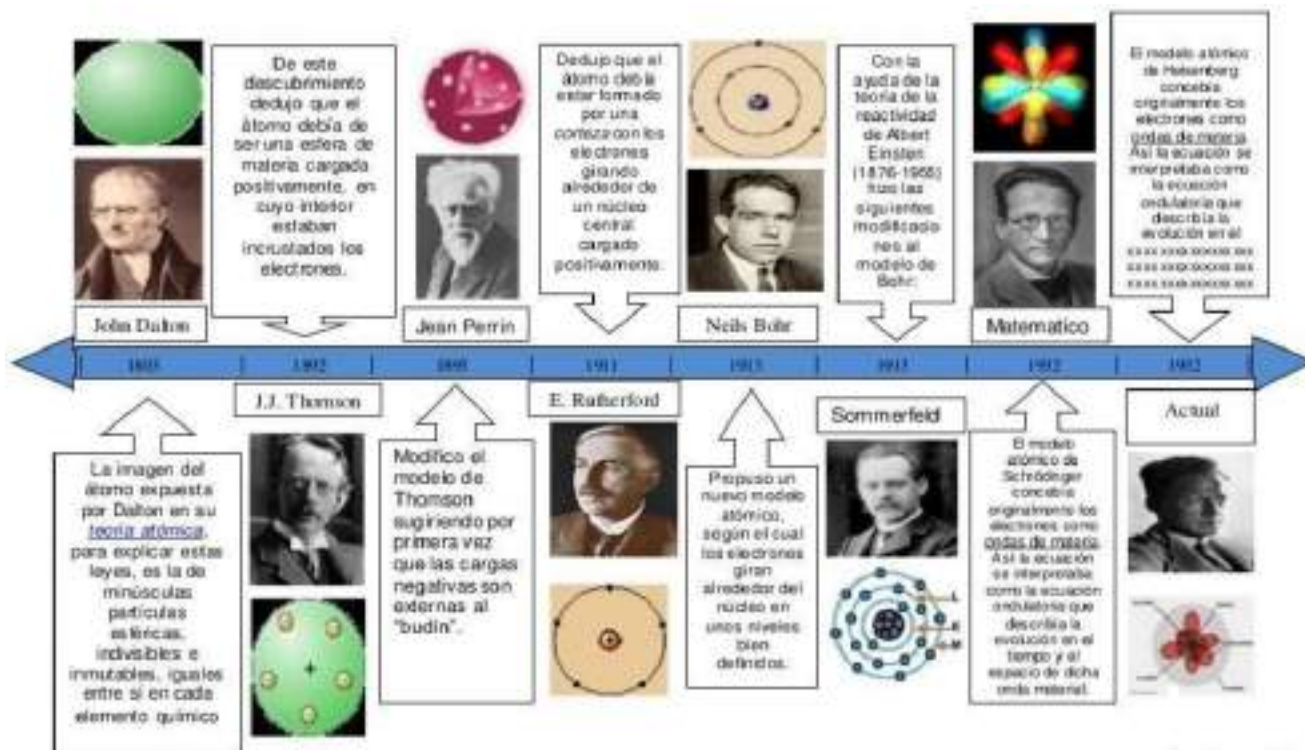 De este
descubrimiento
dedujo que el
átomo debía de
ser una esfera de
materia cargada
positivamente, en
cuyo interior
estaban
incrustados los
electrones.
Dedujo que el
átomo debía
estar formado
por una
corteza con los
electrones
girando
alrededor de
un núcleo
central
cargado
positivamente.
Con la
ayuda de la
teoría de la
reactividad
de Albert
Einstein
hizo las
siguientes
modificacio
nes al
modelo de
Bohr:
El modelo atómico
de Heisenberg
concebía
originalmente los
electrones como
ondas de materia.
Así la ecuación se
interpretaba como
la ecuación
ondulatoria que
describía la
evolución en el
John Dalton
Jean Perrin
Neils Bohr
Matematico
1911
1913
1913
J.J. Thomson
E. Rutherford
Sommerfeld
Actual
La imagen del
átomo expuesta
por Dalton en su
teoría atómica,
para explicar estas
leyes, es la de
minúsculas
partículas
esféricas,
indivisibles e
inmutables, iguales
entre sí en cada
elemento químico
+
Modifico el
modelo de
Thomson
sugiriendo por
primera vez
que las cargas
negativas son
externas al
"budín".
Propuso un
nuevo modelo
atómico,
según el cual
los electrones
giran
alrededor del
núcleo en
unos niveles
bien
definidos.
L
K
M
El modelo
atómico de
Schrödinger
concebía
originalmente los
electrones como
ondas de materia.
Así la ecuación
se interpretaba
como la ecuación
ondulatoria que
describía la
evolución en el
tiempo y el
espacio de dicha
onda material.